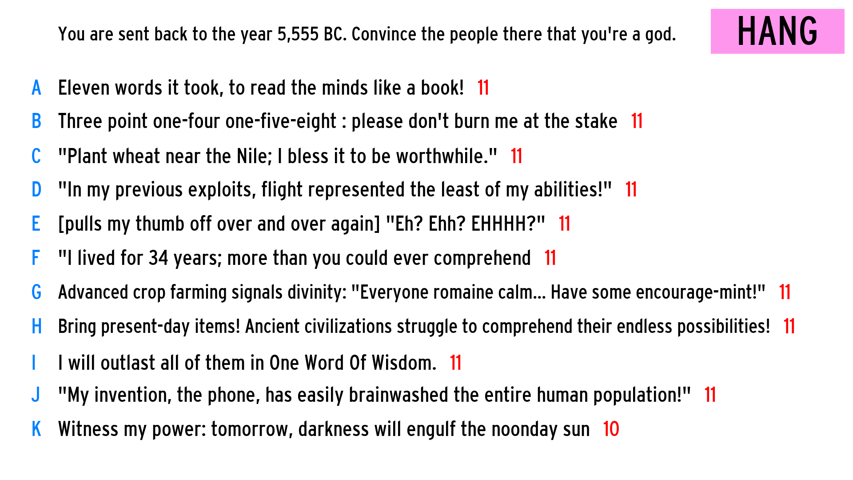 You are sent back to the year 5,555 BC. Convince the people there that you're a god.
HANG
A Eleven words it took, to read the minds like a book! 11
B Three point one-four one-five-eight : please don't burn me at the stake 11
C "Plant wheat near the Nile; I bless it to be worthwhile." 11
D "In my previous exploits, flight represented the least of my abilities!" 11
E [pulls my thumb off over and over again] "Eh? Ehh? EHHHH?" 11
F "I lived for 34 years; more than you could ever comprehend 11
G Advanced crop farming signals divinity: "Everyone romaine calm... Have some encourage-mint!" 11
H Bring present-day items! Ancient civilizations struggle to comprehend their endless possibilities! 11
I I will outlast all of them in One Word Of Wisdom. 11
J "My invention, the phone, has easily brainwashed the entire human population!" 11
K Witness my power: tomorrow, darkness will engulf the noonday sun 10